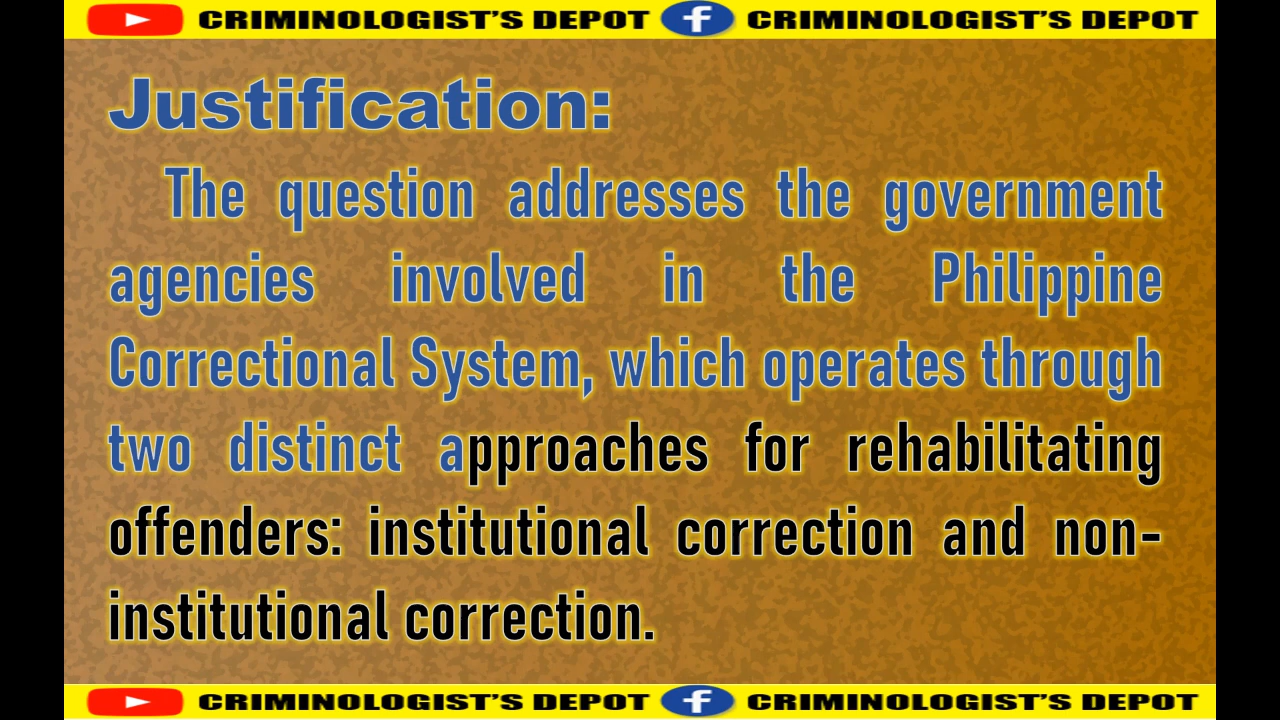 CRIMINOLOGIST'S DEPOT f CRIMINOLOGIST'S DEPOT
Justification:
The question addresses the government
agencies involved in the Philippine
Correctional System, which operates through
two distinct approaches for rehabilitating
offenders: institutional correction and non-
institutional correction.
CRIMINOLOGIST'S DEPOT f CRIMINOLOGIST'S DEPOT